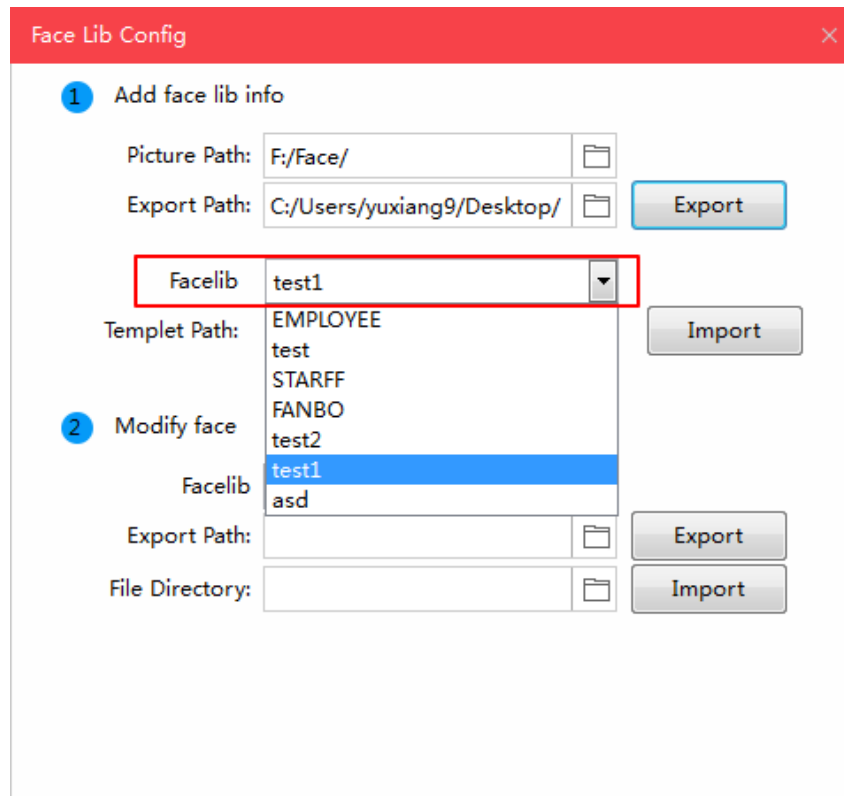 Face Lib Config
1 Add face lib info
Picture Path: F:/Face/
Export Path: C:/Users/yuxiang9/Desktop/ Export
Facelib test1
EMPLOYEE
Templet Path: Import
test
STARFF
FANBO
2 Modify face
test2
test1
Facelib
asd
Export Path: Export
File Directory: Import